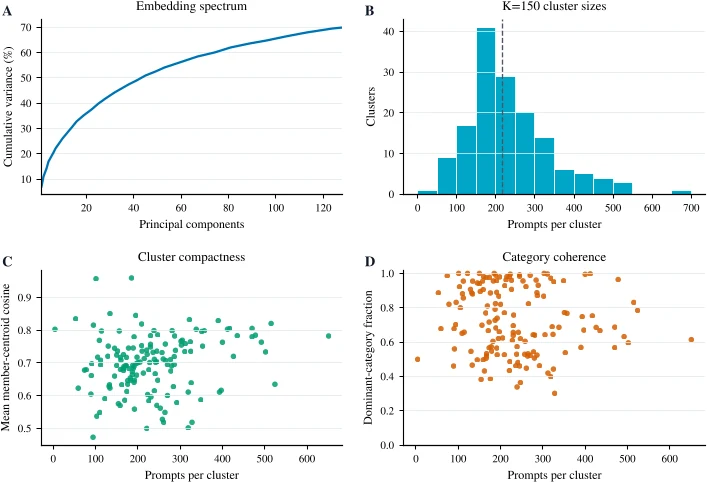 A
Embedding spectrum
Cumulative variance (%)
70
60
50
40
30
20
10
20 40 60 80 100 120
Principal components
B
K=150 cluster sizes
Clusters
40
30
20
10
0
0 100 200 300 400 500 600 700
Prompts per cluster
C
Cluster compactness
Mean member-centroid cosine
0.9
0.8
0.7
0.6
0.5
0 100 200 300 400 500 600
Prompts per cluster
D
Category coherence
Dominant-category fraction
1.0
0.8
0.6
0.4
0.2
0.0
0 100 200 300 400 500 600
Prompts per cluster